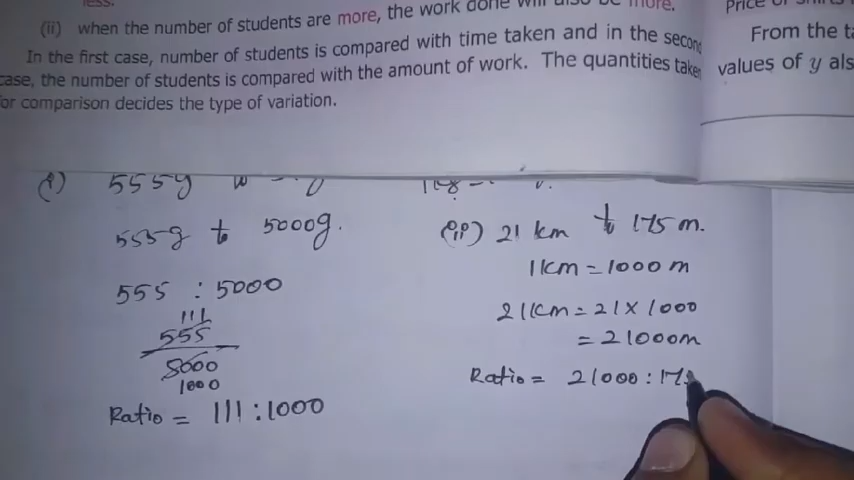 less.
(ii) when the number of students are more, the work done will also be more.
In the first case, number of students is compared with time taken and in the second
case, the number of students is compared with the amount of work. The quantities taken
for comparison decides the type of variation.
From the
values of y als
(i) 555g
555g to 5000g.
555 : 5000
111
555
5000
1000
Ratio = 111 : 1000
(ii) 21 km to 175 m.
1km = 1000 m
21km = 21 x 1000
= 21000m
Ratio = 21000 : 175